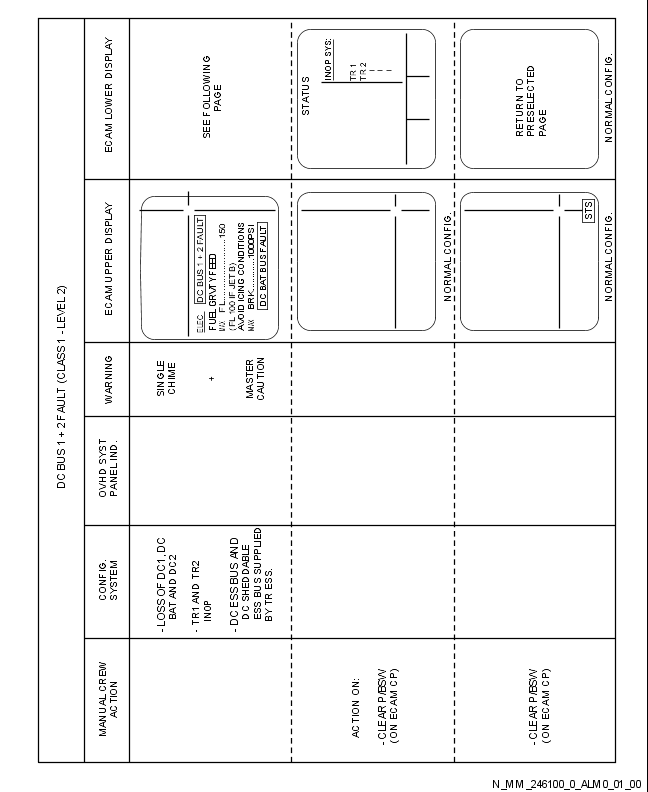 DC BUS 1 + 2 FAULT (CLASS 1 - LEVEL 2)
MANUAL CREW
ACTION
CONFIG.
SYSTEM
OVHD SYST
PANEL IND.
WARNING
ECAM UPPER DISPLAY
ECAM LOWER DISPLAY
- LOSS OF DC1, DC
BAT AND DC2
- TR1 AND TR2
INOP
- DC ESS BUS AND
DC SHEDDABLE
ESS BUS SUPPLIED
BY TR ESS.
SINGLE
CHIME
+
MASTER
CAUTION
ELEC DC BUS 1 + 2 FAULT
FUEL GRVTY FEED
MAX FL......................150
(FL 100 IF JET B)
AVOID ICING CONDITIONS
MAX BRK.............1000PSI
DC BAT BUS FAULT
SEE FOLLOWING
PAGE
ACTION ON:
- CLEAR P/BSW
(ON ECAM CP)
NORMAL CONFIG.
STATUS
INOP SYS:
TR 1
TR 2
- CLEAR P/BSW
(ON ECAM CP)
STS
NORMAL CONFIG.
RETURN TO
PRESELECTED
PAGE
NORMAL CONFIG.
N_MM_246100_0_ALM0_01_00